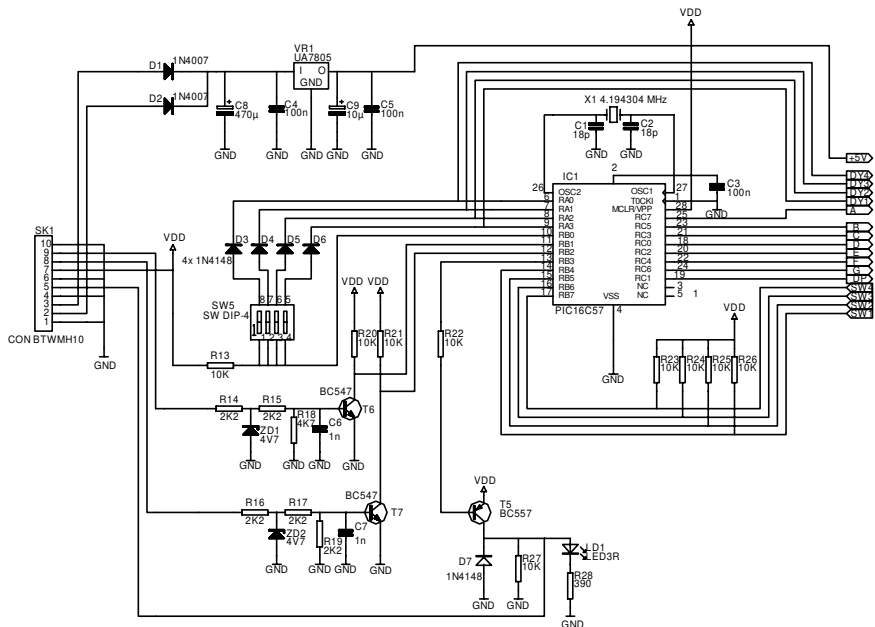 VDD
D1 1N4007
D2 1N4007
VR1
UA7805
I O
GND
C8
470µ
C4
100n
C9
10µ
C5
100n
GND GND GND GND GND
X1 4.194304 MHz
C1
18p
C2
18p
GND GND
+5V
DY4
DY3
DY2
DY1
A
B
C
D
E
F
G
DP
SW4
SW3
SW2
SW1
IC1
2
26 OSC2 OSC1 27
6 RA0 T0CKI 1
7 RA1 MCLR/VPP 28
8 RA2 RC7 25
9 RA3 RC5 23
10 RB0 RC3 21
11 RB1 RC0 18
12 RB2 RC2 20
13 RB3 RC4 22
14 RB4 RC6 24
15 RB5 RC1 19
16 RB6 NC 3
17 RB7 VSS NC 5
1
4
PIC16C57
GND
C3
100n
GND
SK1
10
9
8
7
6
5
4
3
2
1
CON BTWMH10
GND
VDD
D3 D4 D5 D6
4x 1N4148
SW5
SW DIP-4
8 7 6 5
1
1 2 3 4
R13
10K
VDD VDD
R20
10K
R21
10K
R22
10K
VDD
R23
10K
R24
10K
R25
10K
R26
10K
R14
2K2
R15
2K2
ZD1
4V7
R18
4K7
C6
1n
BC547
T6
GND GND GND GND
R16
2K2
R17
2K2
ZD2
4V7
R19
2K2
C7
1n
BC547
T7
GND GND GND GND
VDD
T5
BC557
D7
1N4148
R27
10K
LD1
LED3R
R28
390
GND GND GND